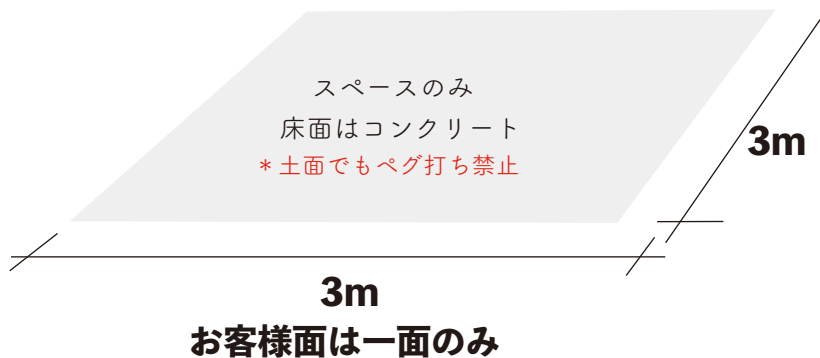 スペースのみ
床面はコンクリート
＊土面でもペグ打ち禁止
3m
3m
お客様面は一面のみ